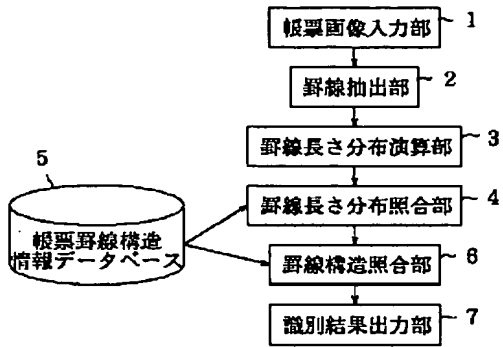 帳票画像入力部
1
罫線抽出部
2
罫線長さ分布演算部
3
5
罫線長さ分布照合部
4
帳票罫線構造
情報データベース
罫線構造照合部
6
識別結果出力部
7